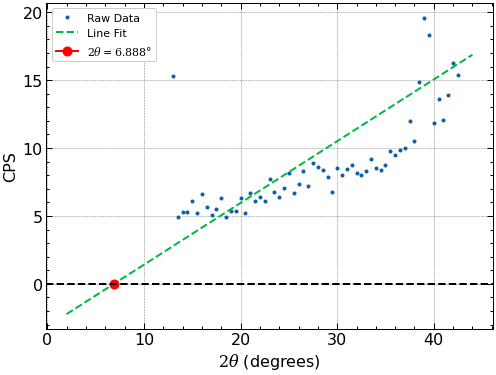 20
15
10
5
0
CPS
Raw Data
Line Fit
2θ = 6.888°
0
10
20
30
40
2θ (degrees)